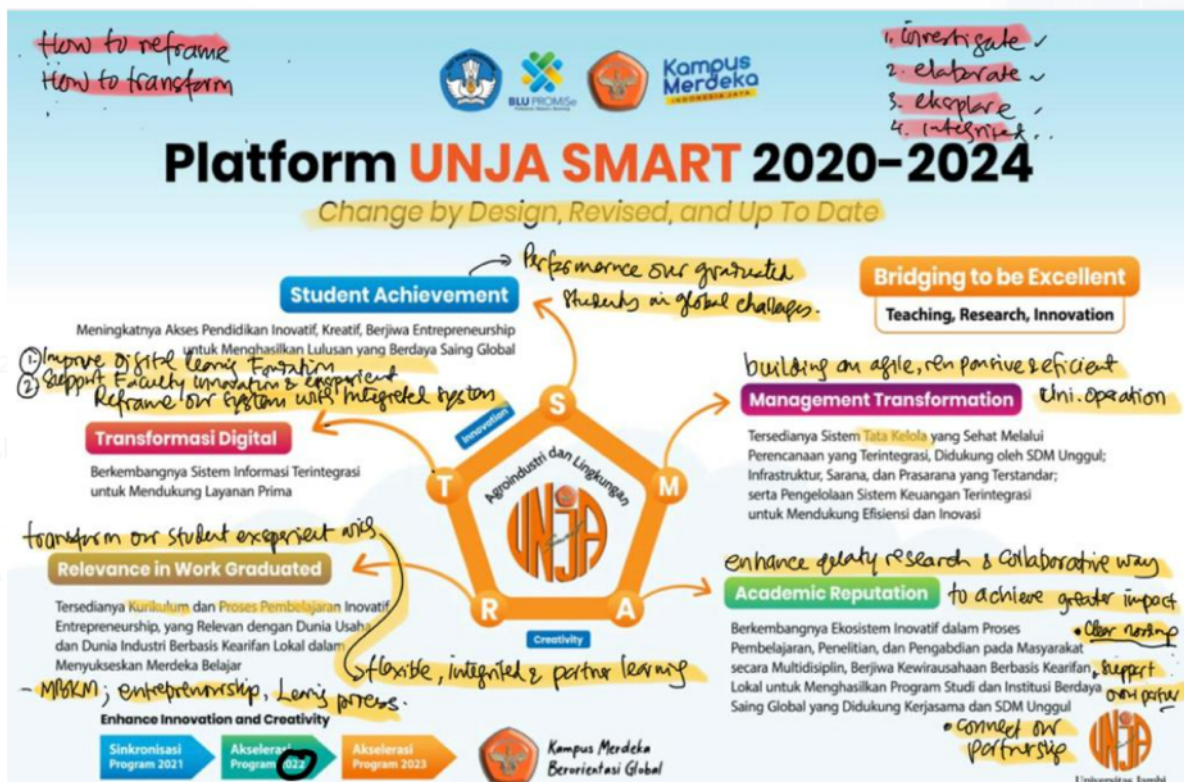 How to reframe
How to transform
1. investigate
2. elaborate
3. eksplore
4. integrited
BLU PROMISe
Kampus
Merdeka
INDONESIA JAYA
Platform UNJA SMART 2020-2024
Change by Design, Revised, and Up To Date
Student Achievement
Performance our graduated
students in global challenges.
Meningkatnya Akses Pendidikan Inovatif, Kreatif, Berjiwa Entrepreneurship
untuk Menghasilkan Lulusan yang Berdaya Saing Global
Bridging to be Excellent
Teaching, Research, Innovation
1. Improve digital learning
2. Support Faculty innovation &
Reframe our system with integreted system
Transformasi Digital
Berkembangnya Sistem Informasi Terintegrasi
untuk Mendukung Layanan Prima
building an agile, responsive & eficient
Management Transformation
Uni. operation
Tersedianya Sistem Tata Kelola yang Sehat Melalui
Perencanaan yang Terintegrasi, Didukung oleh SDM Unggul;
Infrastruktur, Sarana, dan Prasarana yang Terstandar;
serta Pengelolaan Sistem Keuangan Terintegrasi
untuk Mendukung Efisiensi dan Inovasi
Innovation
S
M
A
R
T
Agroindustri dan Lingkungan
UNJA
Smart
Creativity
transform our student with
Relevance in Work Graduated
Tersedianya Kurikulum dan Proses Pembelajaran Inovatif
Entrepreneurship, yang Relevan dengan Dunia Usaha
dan Dunia Industri Berbasis Kearifan Lokal dalam
Menyukseskan Merdeka Belajar
flexible, integrited & partner learning
- MBKM; entrepreneurship, process.
enhance research & collaborative way
Academic Reputation
to achieve greater impact
Berkembangnya Ekosistem Inovatif dalam Proses
Pembelajaran, Penelitian, dan Pengabdian pada Masyarakat
secara Multidisiplin, Berjiwa Kewirausahaan Berbasis Kearifan
Lokal untuk Menghasilkan Program Studi dan Institusi Berdaya
Saing Global yang Didukung Kerjasama dan SDM Unggul
• Clear
• Support
our partner
• connect our
partnership
Enhance Innovation and Creativity
Sinkronisasi
Program 2021
Akselerasi
Program 2022
Akselerasi
Program 2023
Kampus Merdeka
Berorientasi Global
UNJA
Universitas Jambi